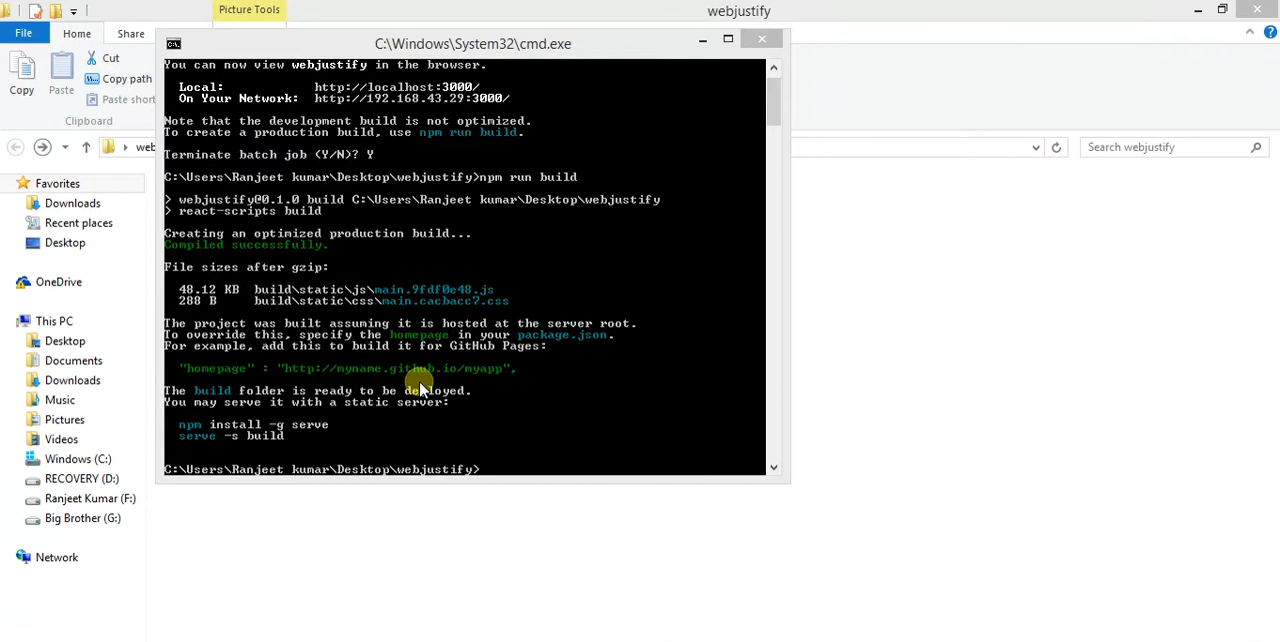 Picture Tools
webjustify
File
Home
Share
Copy
Paste
Cut
Copy path
Paste short
Clipboard
web
Search webjustify
Favorites
Downloads
Recent places
Desktop
OneDrive
This PC
Desktop
Documents
Downloads
Music
Pictures
Videos
Windows (C:)
RECOVERY (D:)
Ranjeet Kumar (F:)
Big Brother (G:)
Network
C:\Windows\System32\cmd.exe
You can now view webjustify in the browser.
Local: http://localhost:3000/
On Your Network: http://192.168.43.29:3000/
Note that the development build is not optimized.
To create a production build, use npm run build.
Terminate batch job (Y/N)? Y
C:\Users\Ranjeet kumar\Desktop\webjustify>npm run build
> webjustify@0.1.0 build C:\Users\Ranjeet kumar\Desktop\webjustify
> react-scripts build
Creating an optimized production build...
Compiled successfully.
File sizes after gzip:
48.12 KB build\static\js\main.9fdf0e48.js
288 B build\static\css\main.cacbacc7.css
The project was built assuming it is hosted at the server root.
To override this, specify the homepage in your package.json.
For example, add this to build it for GitHub Pages:
"homepage" : "http://myname.github.io/myapp",
The build folder is ready to be deployed.
You may serve it with a static server:
npm install -g serve
serve -s build
C:\Users\Ranjeet kumar\Desktop\webjustify>